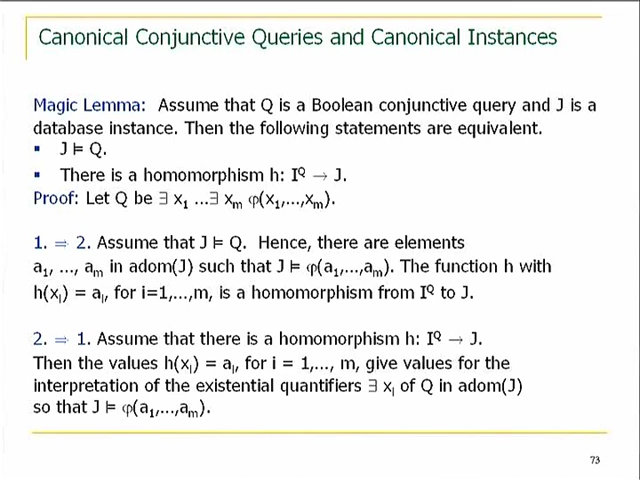 Canonical Conjunctive Queries and Canonical Instances
Magic Lemma: Assume that Q is a Boolean conjunctive query and J is a
database instance. Then the following statements are equivalent.
▪ J ⊨ Q.
▪ There is a homomorphism h: I^Q → J.
Proof: Let Q be ∃ x₁ …∃ xₘ φ(x₁,…,xₘ).
1. ⇒ 2. Assume that J ⊨ Q. Hence, there are elements
a₁, …, aₘ in adom(J) such that J ⊨ φ(a₁,…,aₘ). The function h with
h(xᵢ) = aᵢ, for i=1,…,m, is a homomorphism from I^Q to J.
2. ⇒ 1. Assume that there is a homomorphism h: I^Q → J.
Then the values h(xᵢ) = aᵢ, for i = 1,…, m, give values for the
interpretation of the existential quantifiers ∃ xᵢ of Q in adom(J)
so that J ⊨ φ(a₁,…,aₘ).
73